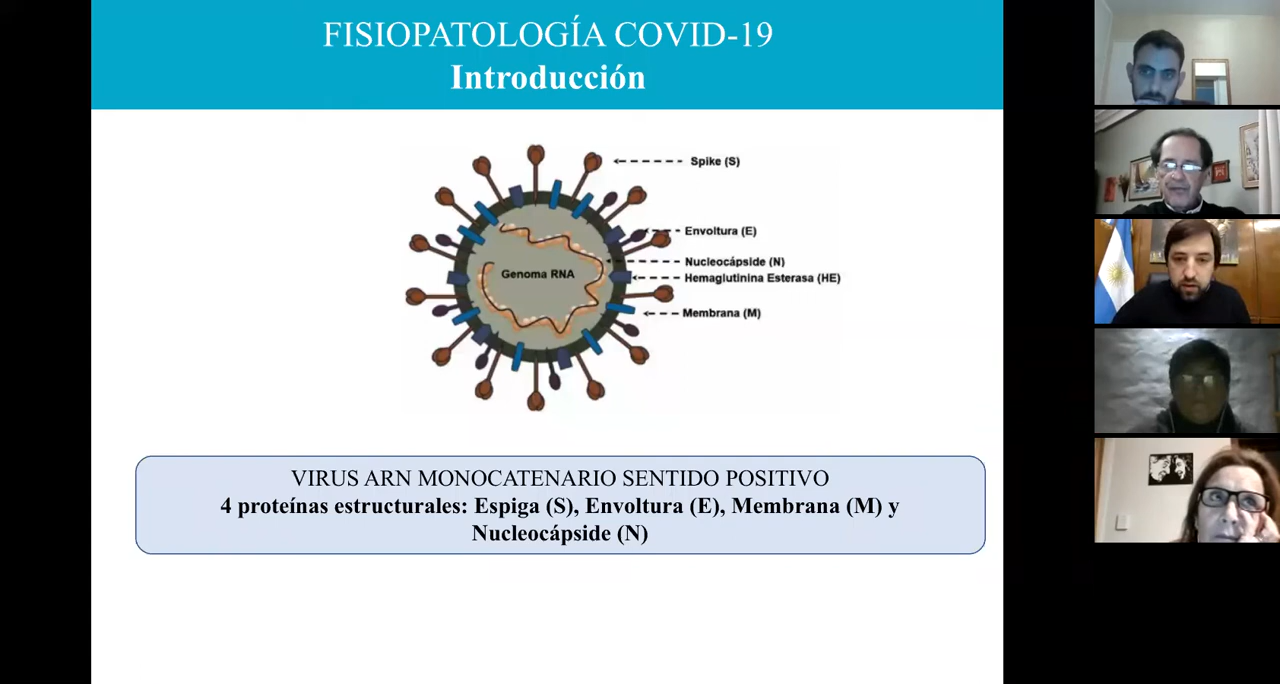 FISIOPATOLOGÍA COVID-19
Introducción
Spike (S)
Envoltura (E)
Nucleocápside (N)
Genoma RNA
Hemaglutinina Esterasa (HE)
Membrana (M)
VIRUS ARN MONOCATENARIO SENTIDO POSITIVO
4 proteínas estructurales: Espiga (S), Envoltura (E), Membrana (M) y
Nucleocápside (N)